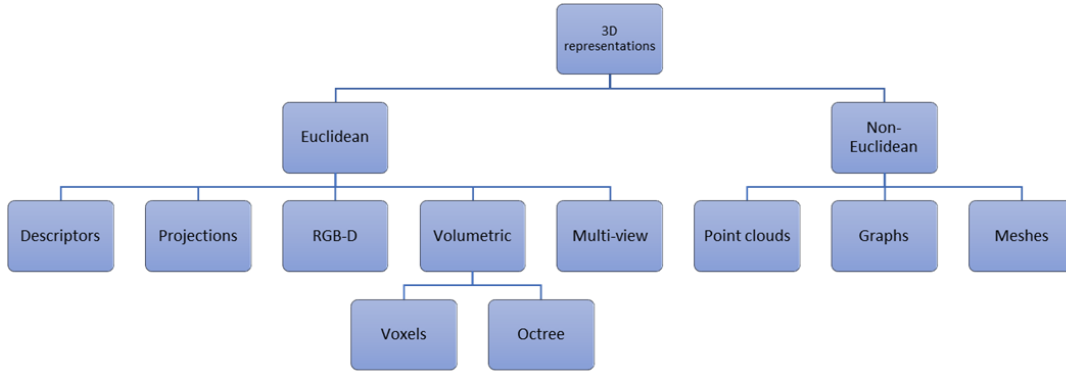 3D
representations
Euclidean
Non-
Euclidean
Descriptors
Projections
RGB-D
Volumetric
Multi-view
Point clouds
Graphs
Meshes
Voxels
Octree